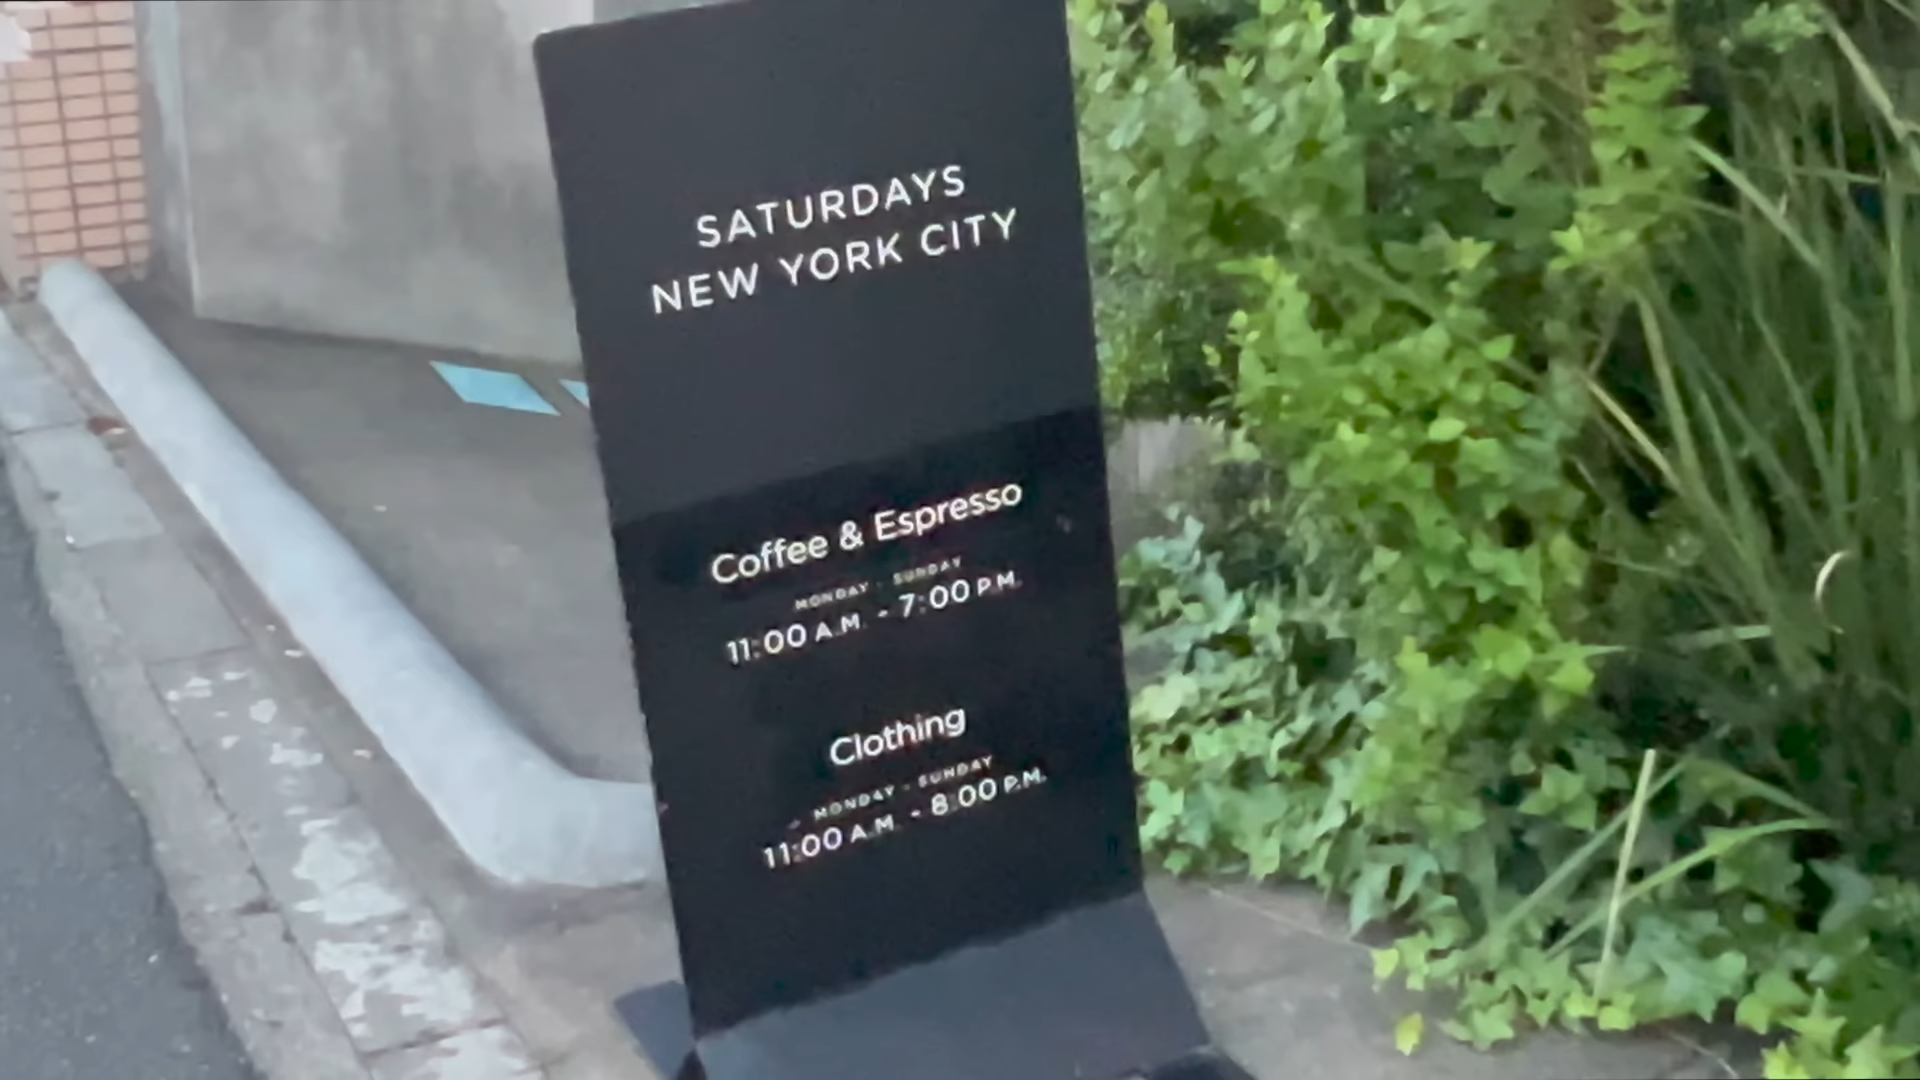 SATURDAYS
NEW YORK CITY
Coffee & Espresso
MONDAY - SUNDAY
11:00 A.M. - 7:00 P.M.
Clothing
MONDAY - SUNDAY
11:00 A.M. - 8:00 P.M.